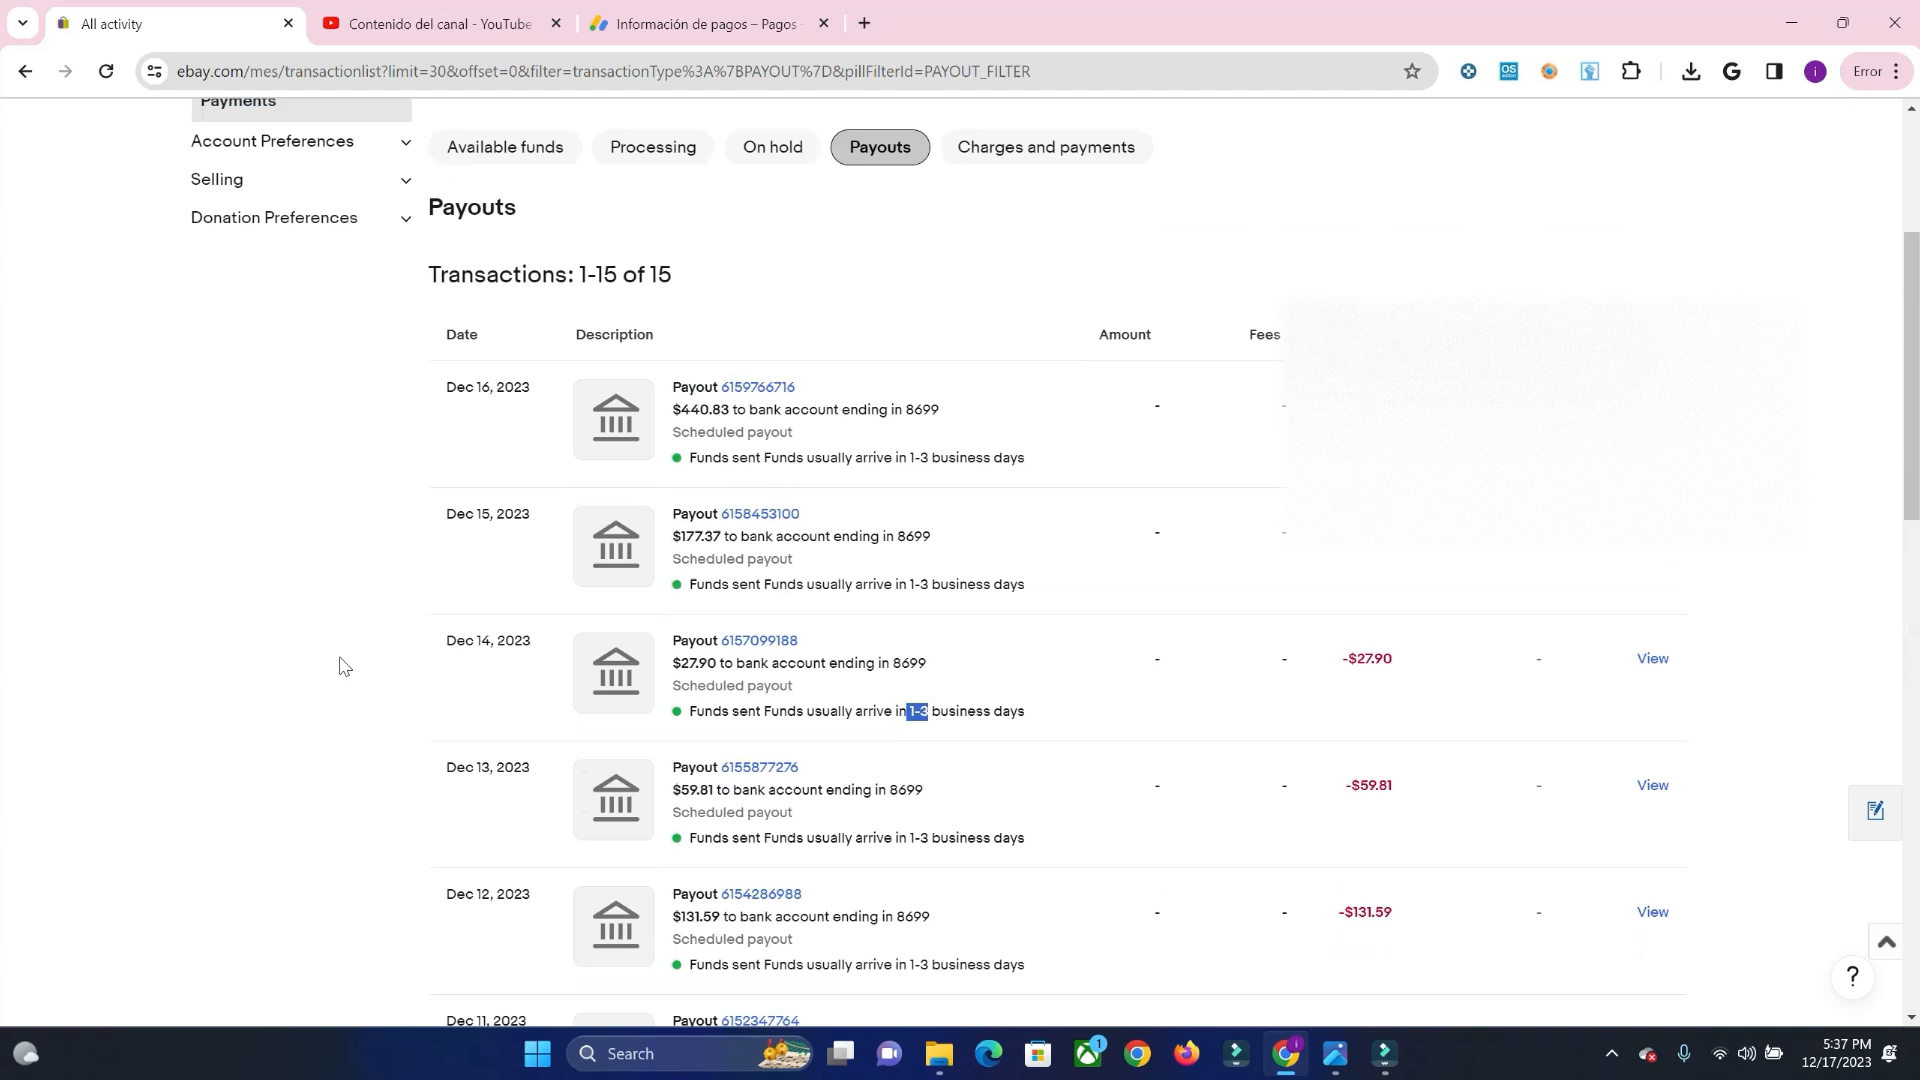 All activity
Contenido del canal - YouTube
Información de pagos – Pagos -
ebay.com/mes/transactionlist?limit=30&offset=0&filter=transactionType%3A%7BPAYOUT%7D&pillFilterId=PAYOUT_FILTER
OS
G
i
Error
Payments
Account Preferences
Selling
Donation Preferences
Available funds
Processing
On hold
Payouts
Charges and payments
Payouts
Transactions: 1-15 of 15
Date Description Amount Fees
Dec 16, 2023
Payout 6159766716
$440.83 to bank account ending in 8699
Scheduled payout
Funds sent Funds usually arrive in 1-3 business days
- -
Dec 15, 2023
Payout 6158453100
$177.37 to bank account ending in 8699
Scheduled payout
Funds sent Funds usually arrive in 1-3 business days
- -
Dec 14, 2023
Payout 6157099188
$27.90 to bank account ending in 8699
Scheduled payout
Funds sent Funds usually arrive in 1-3 business days
- - -$27.90 - View
Dec 13, 2023
Payout 6155877276
$59.81 to bank account ending in 8699
Scheduled payout
Funds sent Funds usually arrive in 1-3 business days
- - -$59.81 - View
Dec 12, 2023
Payout 6154286988
$131.59 to bank account ending in 8699
Scheduled payout
Funds sent Funds usually arrive in 1-3 business days
- - -$131.59 - View
Dec 11, 2023
Payout 6152347764
?
Search
1
5:37 PM
12/17/2023